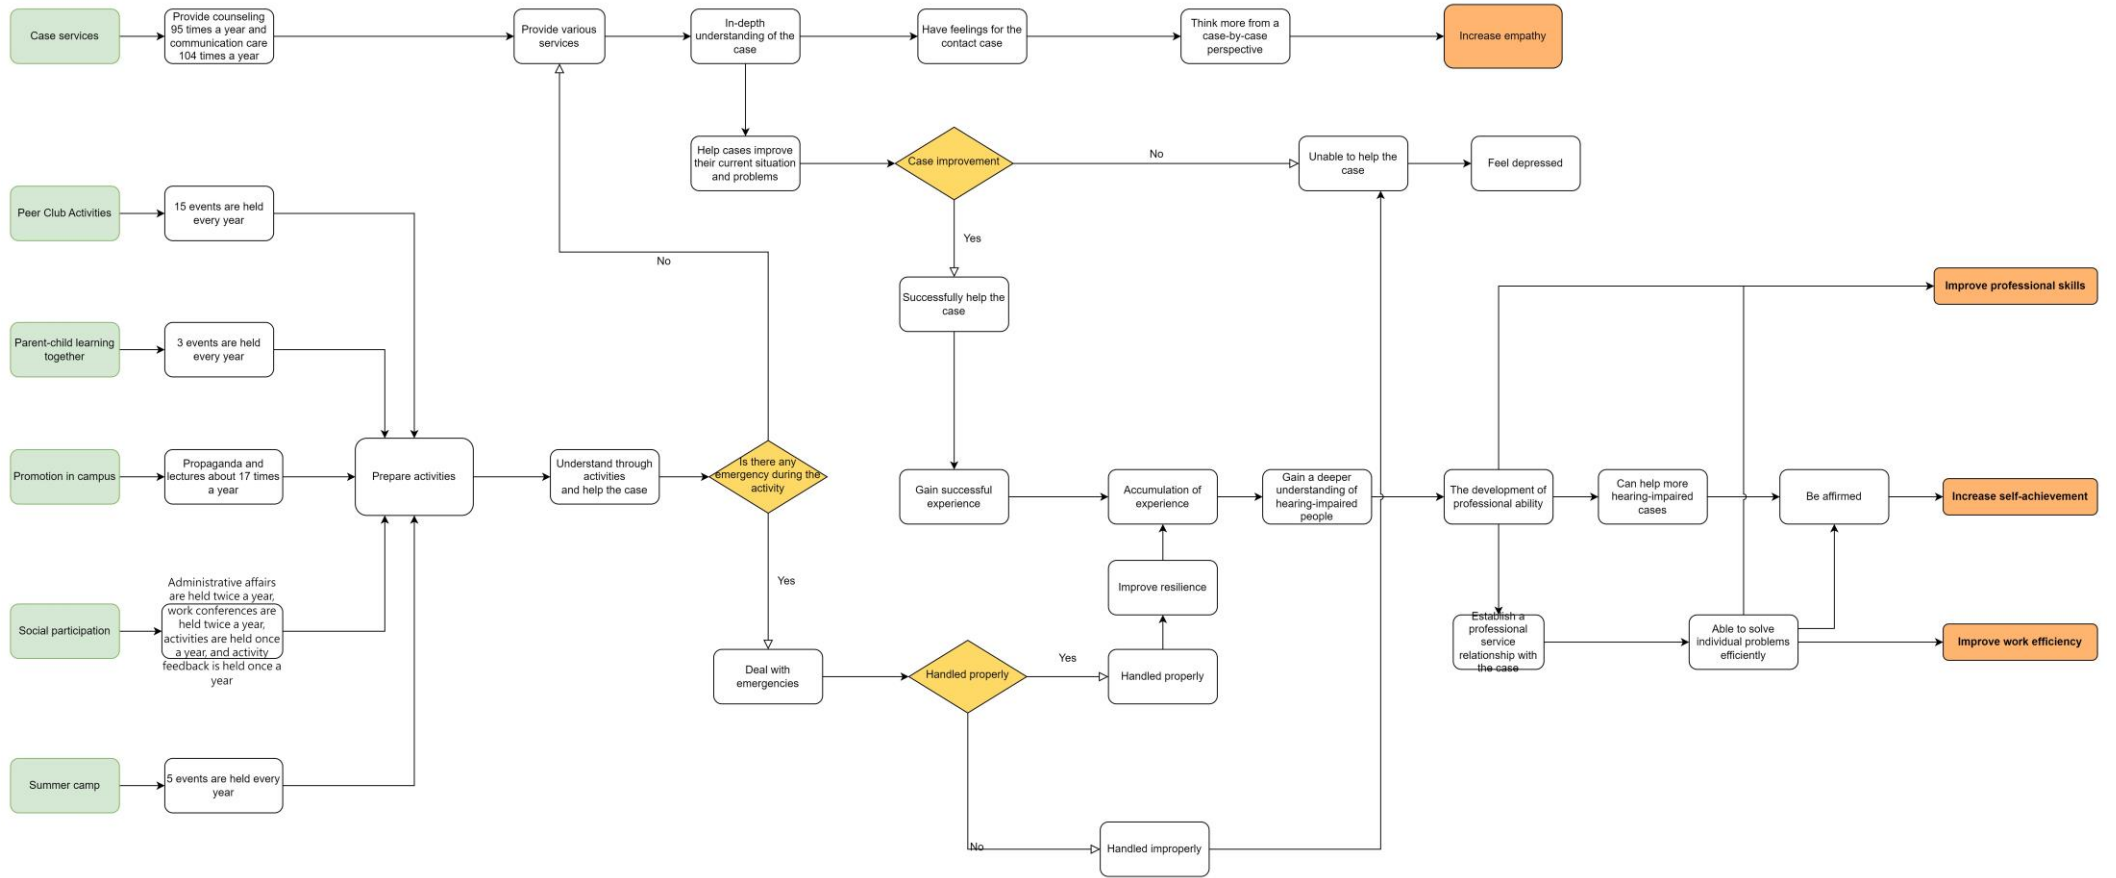 Case services
Provide counseling
95 times a year and
communication care
104 times a year
Provide various
services
In-depth
understanding of the
case
Have feelings for the
contact case
Think more from a
case-by-case
perspective
Increase empathy
Help cases improve
their current situation
and problems
Case improvement
No
Unable to help the
case
Feel depressed
Peer Club Activities
15 events are held
every year
No
Yes
Successfully help the
case
Improve professional skills
Parent-child learning
together
3 events are held
every year
Promotion in campus
Propaganda and
lectures about 17 times
a year
Prepare activities
Understand through
activities
and help the case
Is there any
emergency during the
activity
Gain successful
experience
Accumulation of
experience
Gain a deeper
understanding of
hearing-impaired
people
The development of
professional ability
Can help more
hearing-impaired
cases
Be affirmed
Increase self-achievement
Yes
Improve resilience
Social participation
Administrative affairs
are held twice a year,
work conferences are
held twice a year,
activities are held once
a year, and activity
feedback is held once a
year
Establish a
professional
service
relationship with
the case
Able to solve
individual problems
efficiently
Improve work efficiency
Deal with
emergencies
Handled properly
Yes
Handled properly
Summer camp
5 events are held every
year
No
Handled improperly